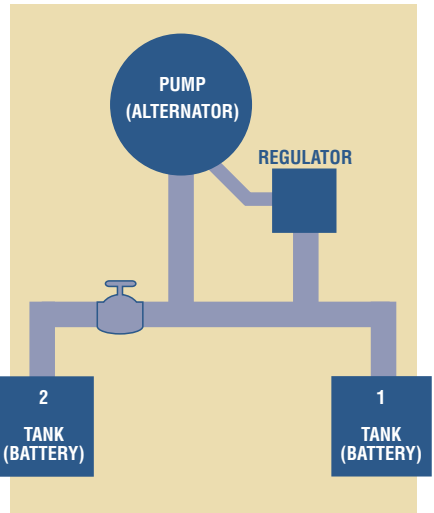 PUMP
(ALTERNATOR)
REGULATOR
2
TANK
(BATTERY)
1
TANK
(BATTERY)